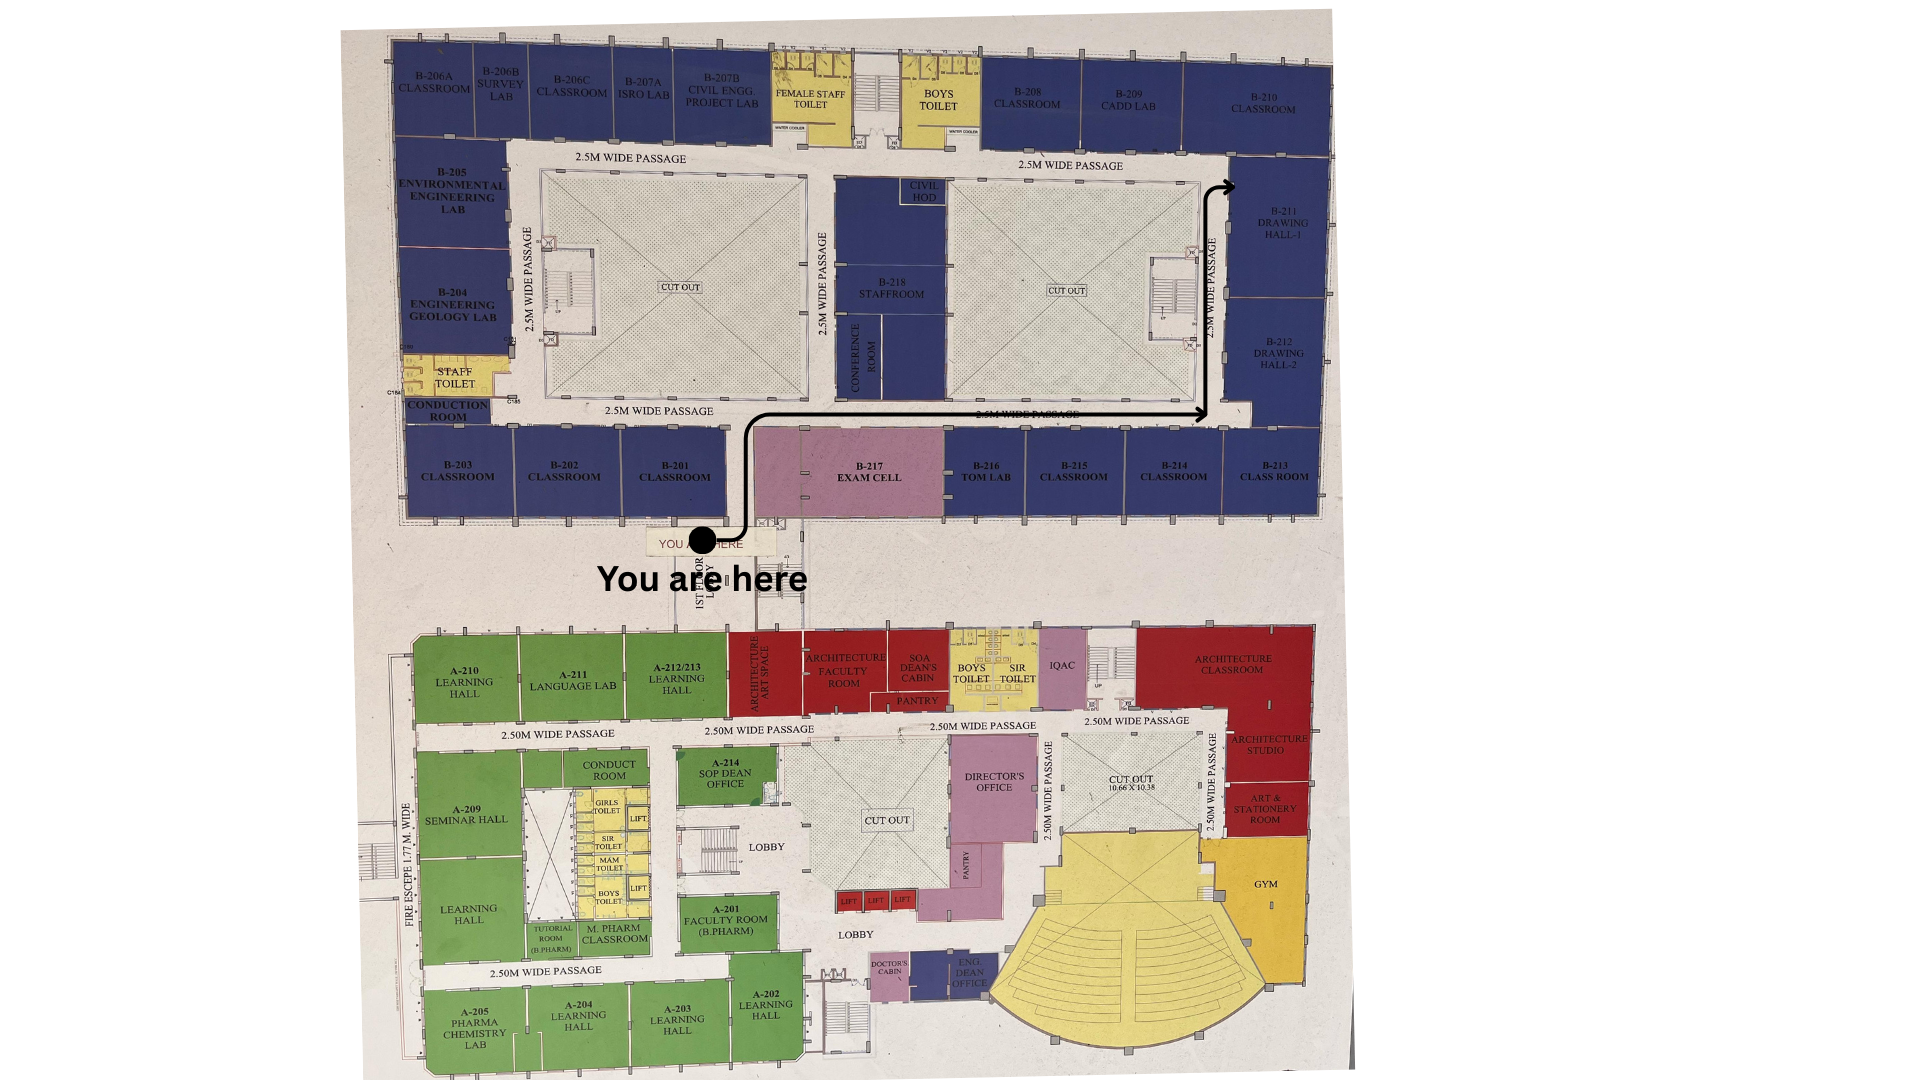 B-206A
CLASSROOM
B-206B
SURVEY
LAB
B-206C
CLASSROOM
B-207A
ISRO LAB
B-207B
CIVIL ENGG.
PROJECT LAB
FEMALE STAFF
TOILET
WATER COOLER
BOYS
TOILET
WATER COOLER
B-208
CLASSROOM
B-209
CADD LAB
B-210
CLASSROOM
2.5M WIDE PASSAGE
2.5M WIDE PASSAGE
B-205
ENVIRONMENTAL
ENGINEERING
LAB
CIVIL
HOD
B-211
DRAWING
HALL-1
2.5M WIDE PASSAGE
CUT OUT
2.5M WIDE PASSAGE
B-218
STAFFROOM
CUT OUT
UP
UP
2.5M WIDE PASSAGE
B-204
ENGINEERING
GEOLOGY LAB
CONFERENCE
ROOM
B-212
DRAWING
HALL-2
STAFF
TOILET
C185
CONDUCTION
ROOM
2.5M WIDE PASSAGE
2.5M WIDE PASSAGE
B-203
CLASSROOM
B-202
CLASSROOM
B-201
CLASSROOM
B-217
EXAM CELL
B-216
TOM LAB
B-215
CLASSROOM
B-214
CLASSROOM
B-213
CLASS ROOM
YOU A HERE
You are here
1ST FLOOR
A-210
LEARNING
HALL
A-211
LANGUAGE LAB
A-212/213
LEARNING
HALL
ARCHITECTURE
ART SPACE
ARCHITECTURE
FACULTY
ROOM
SOA
DEAN'S
CABIN
PANTRY
BOYS
TOILET
SIR
TOILET
IQAC
UP
ARCHITECTURE
CLASSROOM
2.50M WIDE PASSAGE
2.50M WIDE PASSAGE
2.50M WIDE PASSAGE
2.50M WIDE PASSAGE
ARCHITECTURE
STUDIO
CONDUCT
ROOM
A-214
SOP DEAN
OFFICE
DIRECTOR'S
OFFICE
2.50M WIDE PASSAGE
CUT OUT
10.66 X 10.38
2.50M WIDE PASSAGE
ART &
STATIONERY
ROOM
A-209
SEMINAR HALL
GIRLS
TOILET
LIFT
SIR
TOILET
MAM
TOILET
BOYS
TOILET
LIFT
LOBBY
CUT OUT
PANTRY
GYM
FIRE ESCEPE 1.77 M. WIDE
LEARNING
HALL
TUTORIAL
ROOM
(B.PHARM)
M. PHARM
CLASSROOM
A-201
FACULTY ROOM
(B.PHARM)
LIFT
LIFT
LIFT
LOBBY
2.50M WIDE PASSAGE
DOCTOR'S
CABIN
ENG.
DEAN
OFFICE
A-205
PHARMA
CHEMISTRY
LAB
A-204
LEARNING
HALL
A-203
LEARNING
HALL
A-202
LEARNING
HALL